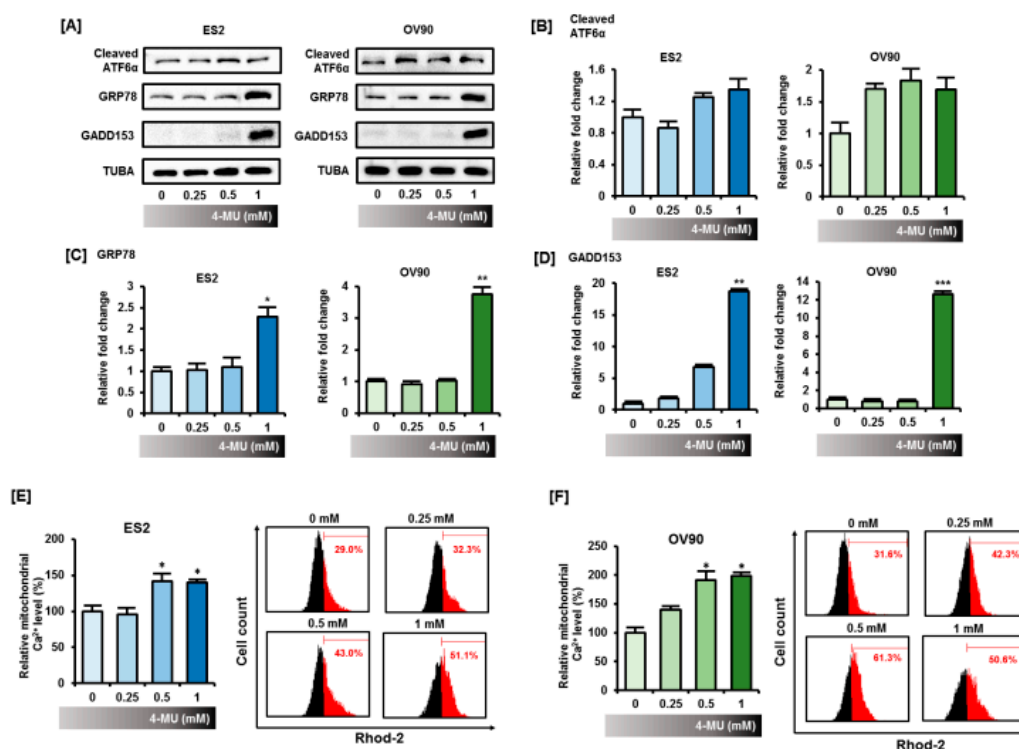 [A]
ES2
OV90
Cleaved
ATF6α
GRP78
GADD153
TUBA
0 0.25 0.5 1
4-MU (mM)
Cleaved
ATF6α
GRP78
GADD153
TUBA
0 0.25 0.5 1
4-MU (mM)
[B]
Cleaved
ATF6α
ES2
Relative fold change
1.6
1.2
0.8
0.4
0
0 0.25 0.5 1
4-MU (mM)
OV90
Relative fold change
2
1.5
1
0.5
0
0 0.25 0.5 1
4-MU (mM)
[C] GRP78
ES2
Relative fold change
3
2.5
2
1.5
1
0.5
0
*
0 0.25 0.5 1
4-MU (mM)
OV90
Relative fold change
4
3
2
1
0
**
0 0.25 0.5 1
4-MU (mM)
[D] GADD153
ES2
Relative fold change
20
15
10
5
0
**
0 0.25 0.5 1
4-MU (mM)
OV90
Relative fold change
14
12
10
8
6
4
2
0
***
0 0.25 0.5 1
4-MU (mM)
[E]
ES2
Relative mitochondrial
Ca²⁺ level (%)
200
150
100
50
0
* *
0 0.25 0.5 1
4-MU (mM)
Cell count
0 mM
29.0%
0.25 mM
32.3%
0.5 mM
43.0%
1 mM
51.1%
Rhod-2
[F]
OV90
Relative mitochondrial
Ca²⁺ level (%)
250
200
150
100
50
0
* *
0 0.25 0.5 1
4-MU (mM)
Cell count
0 mM
31.6%
0.25 mM
42.3%
0.5 mM
61.3%
1 mM
50.6%
Rhod-2